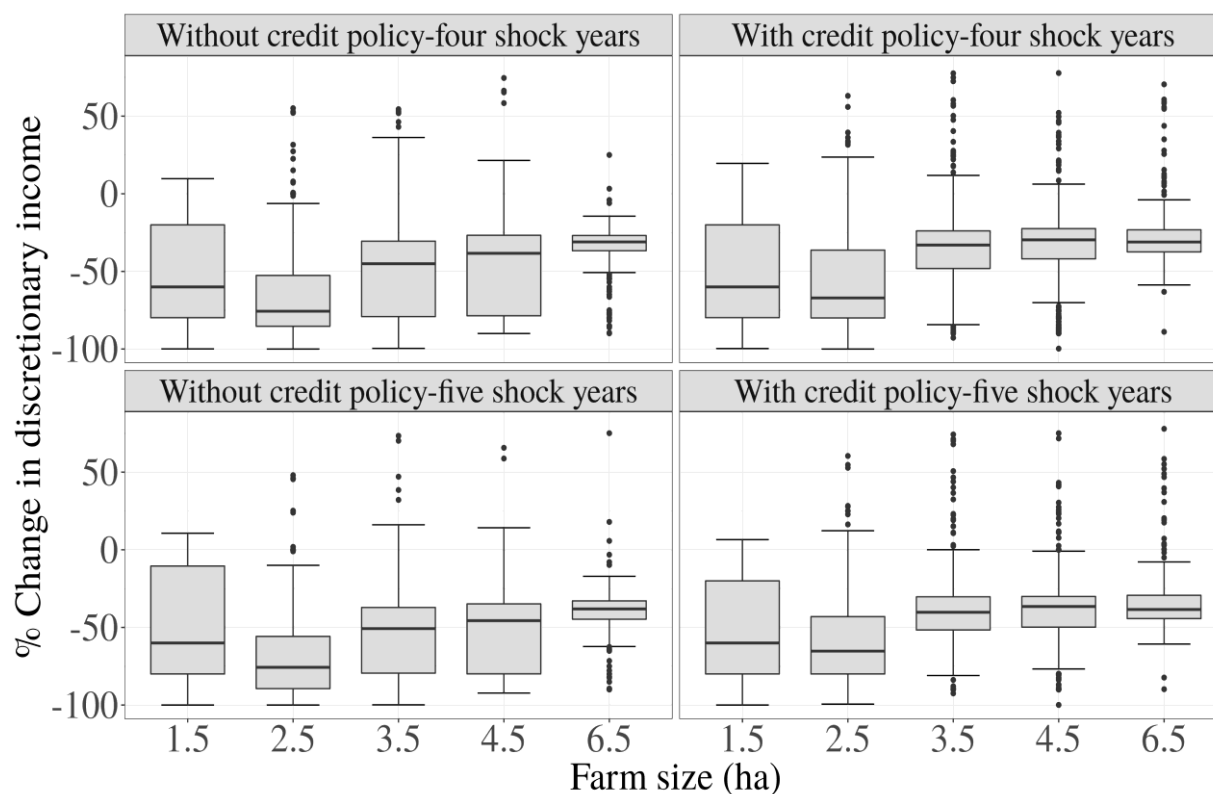 Without credit policy-four shock years
With credit policy-four shock years
% Change in discretionary income
50
0
-50
-100
Without credit policy-five shock years
With credit policy-five shock years
50
0
-50
-100
1.5 2.5 3.5 4.5 6.5
1.5 2.5 3.5 4.5 6.5
Farm size (ha)